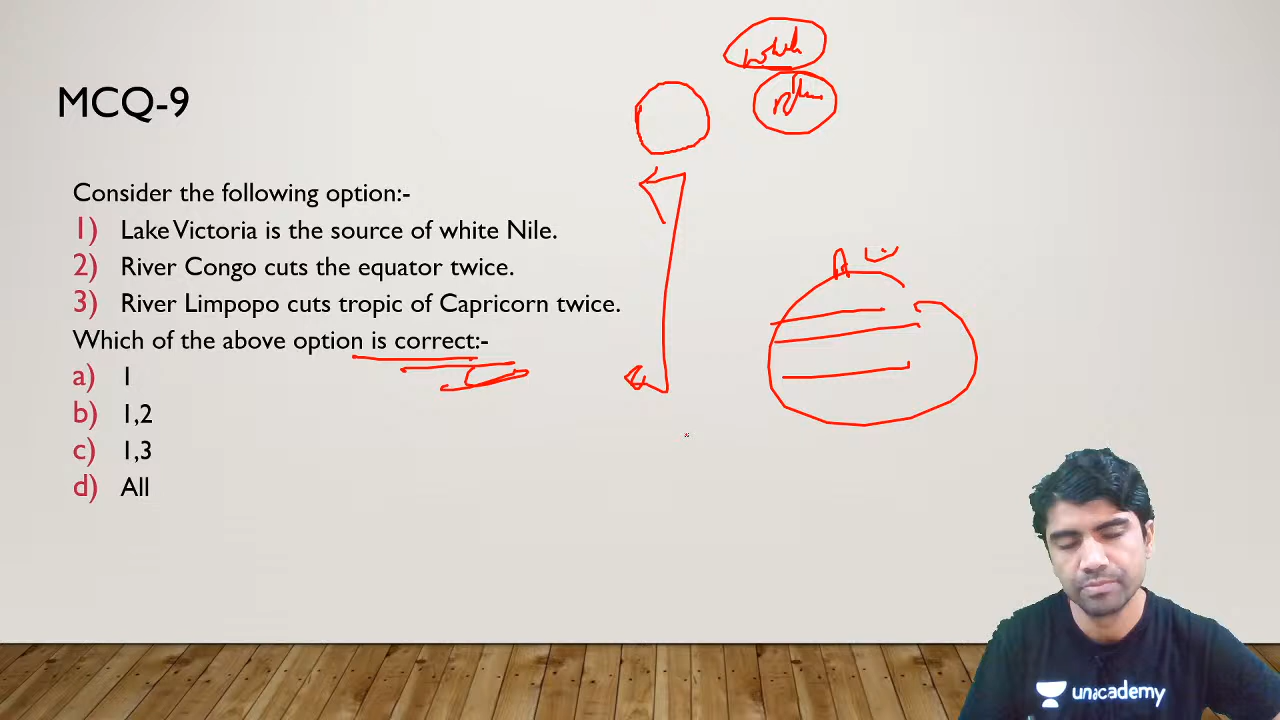 MCQ-9
Consider the following option:-
1) Lake Victoria is the source of white Nile.
2) River Congo cuts the equator twice.
3) River Limpopo cuts tropic of Capricorn twice.
Which of the above option is correct:-
a) 1
b) 1,2
c) 1,3
d) All
unacademy